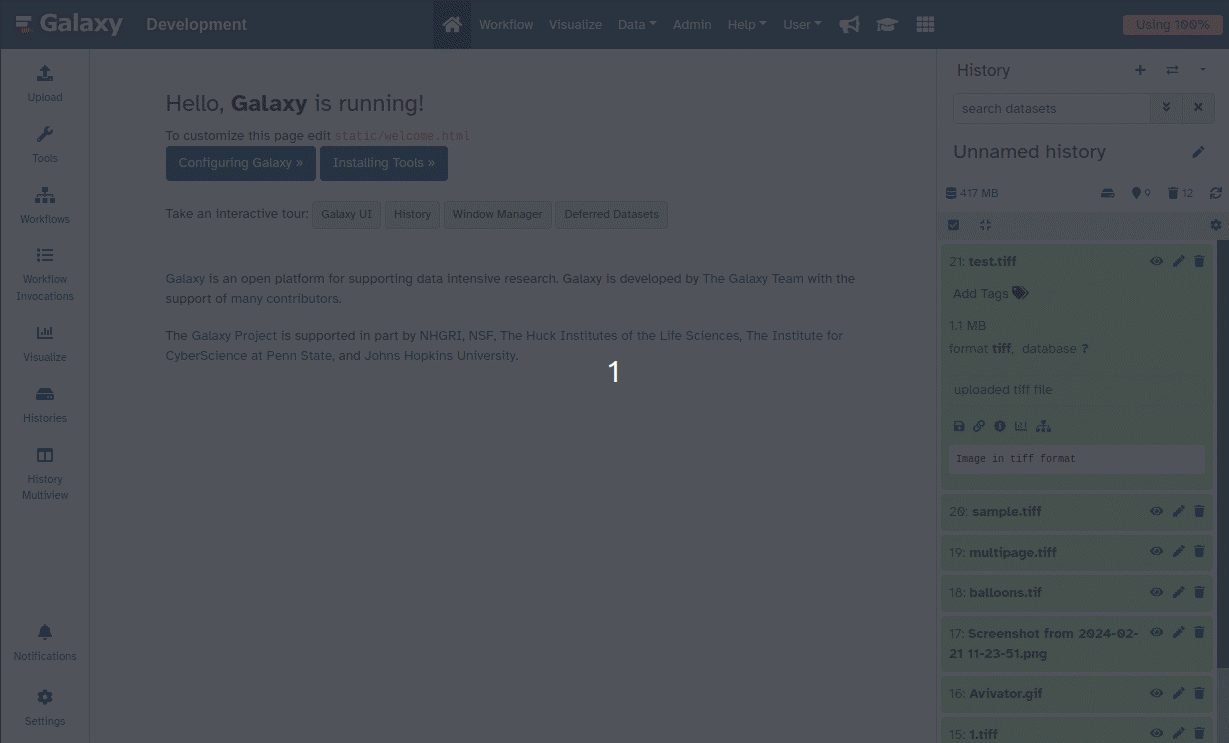 Galaxy Development Workflow Visualize Data Admin Help User Using 100%
Upload
Tools
Workflows
Workflow
Invocations
Visualize
Histories
History
Multiview
Notifications
Settings
Hello, Galaxy is running!
To customize this page edit static/welcome.html
Configuring Galaxy » Installing Tools »
Take an interactive tour: Galaxy UI History Window Manager Deferred Datasets
Galaxy is an open platform for supporting data intensive research. Galaxy is developed by The Galaxy Team with the
support of many contributors.
The Galaxy Project is supported in part by NHGRI, NSF, The Huck Institutes of the Life Sciences, The Institute for
CyberScience at Penn State, and Johns Hopkins University.
1
History
search datasets
Unnamed history
417 MB 9 12
21: test.tiff
Add Tags
1.1 MB
format tiff, database ?
uploaded tiff file
Image in tiff format
20: sample.tiff
19: multipage.tiff
18: balloons.tif
17: Screenshot from 2024-02-
21 11-23-51.png
16: Avivator.gif
15: 1.tiff